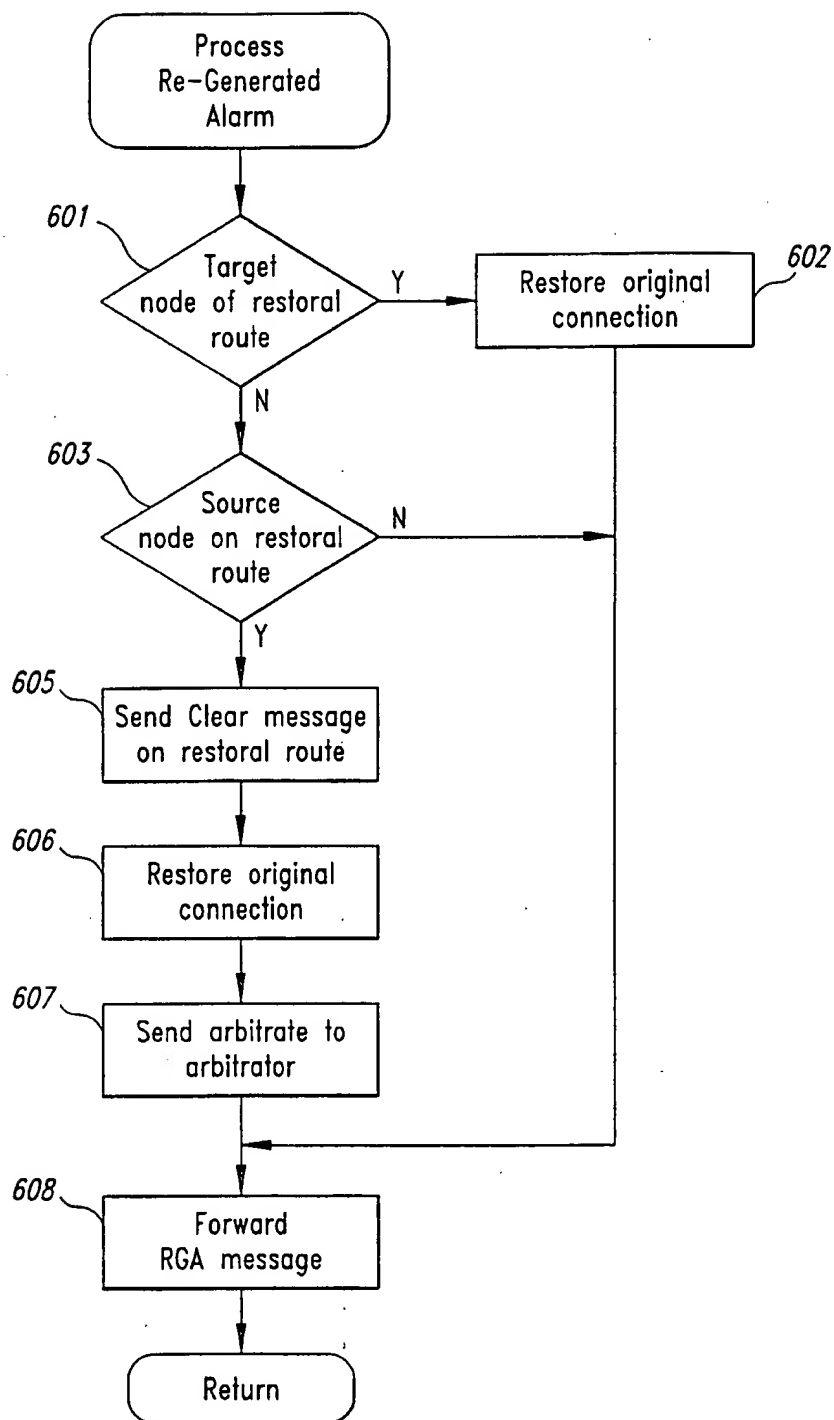 Process
Re-Generated
Alarm
601
Target
node of restoral
route
Y
Restore original
connection
602
N
603
Source
node on restoral
route
N
Y
605
Send Clear message
on restoral route
606
Restore original
connection
607
Send arbitrate to
arbitrator
608
Forward
RGA message
Return